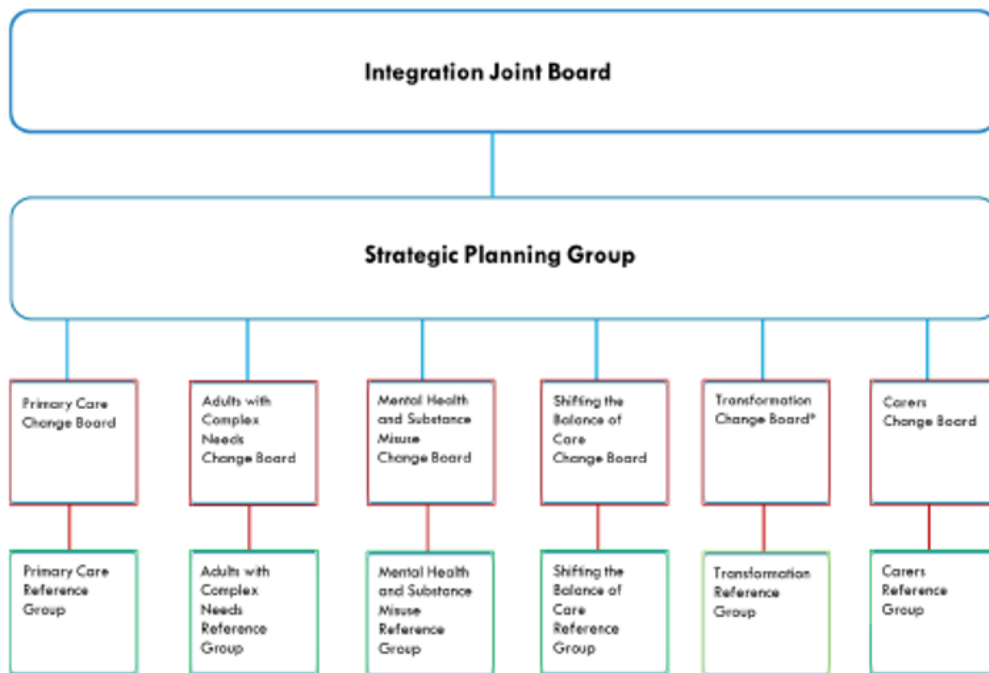 Integration Joint Board
Strategic Planning Group
Primary Care
Change Board
Adults with
Complex
Needs
Change Board
Mental Health
and Substance
Misuse
Change Board
Shifting the
Balance of
Care
Change Board
Transformation
Change Board*
Carers
Change Board
Primary Care
Reference
Group
Adults with
Complex
Needs
Reference
Group
Mental Health
and Substance
Misuse
Reference
Group
Shifting the
Balance of
Care
Reference
Group
Transformation
Reference
Group
Carers
Reference
Group